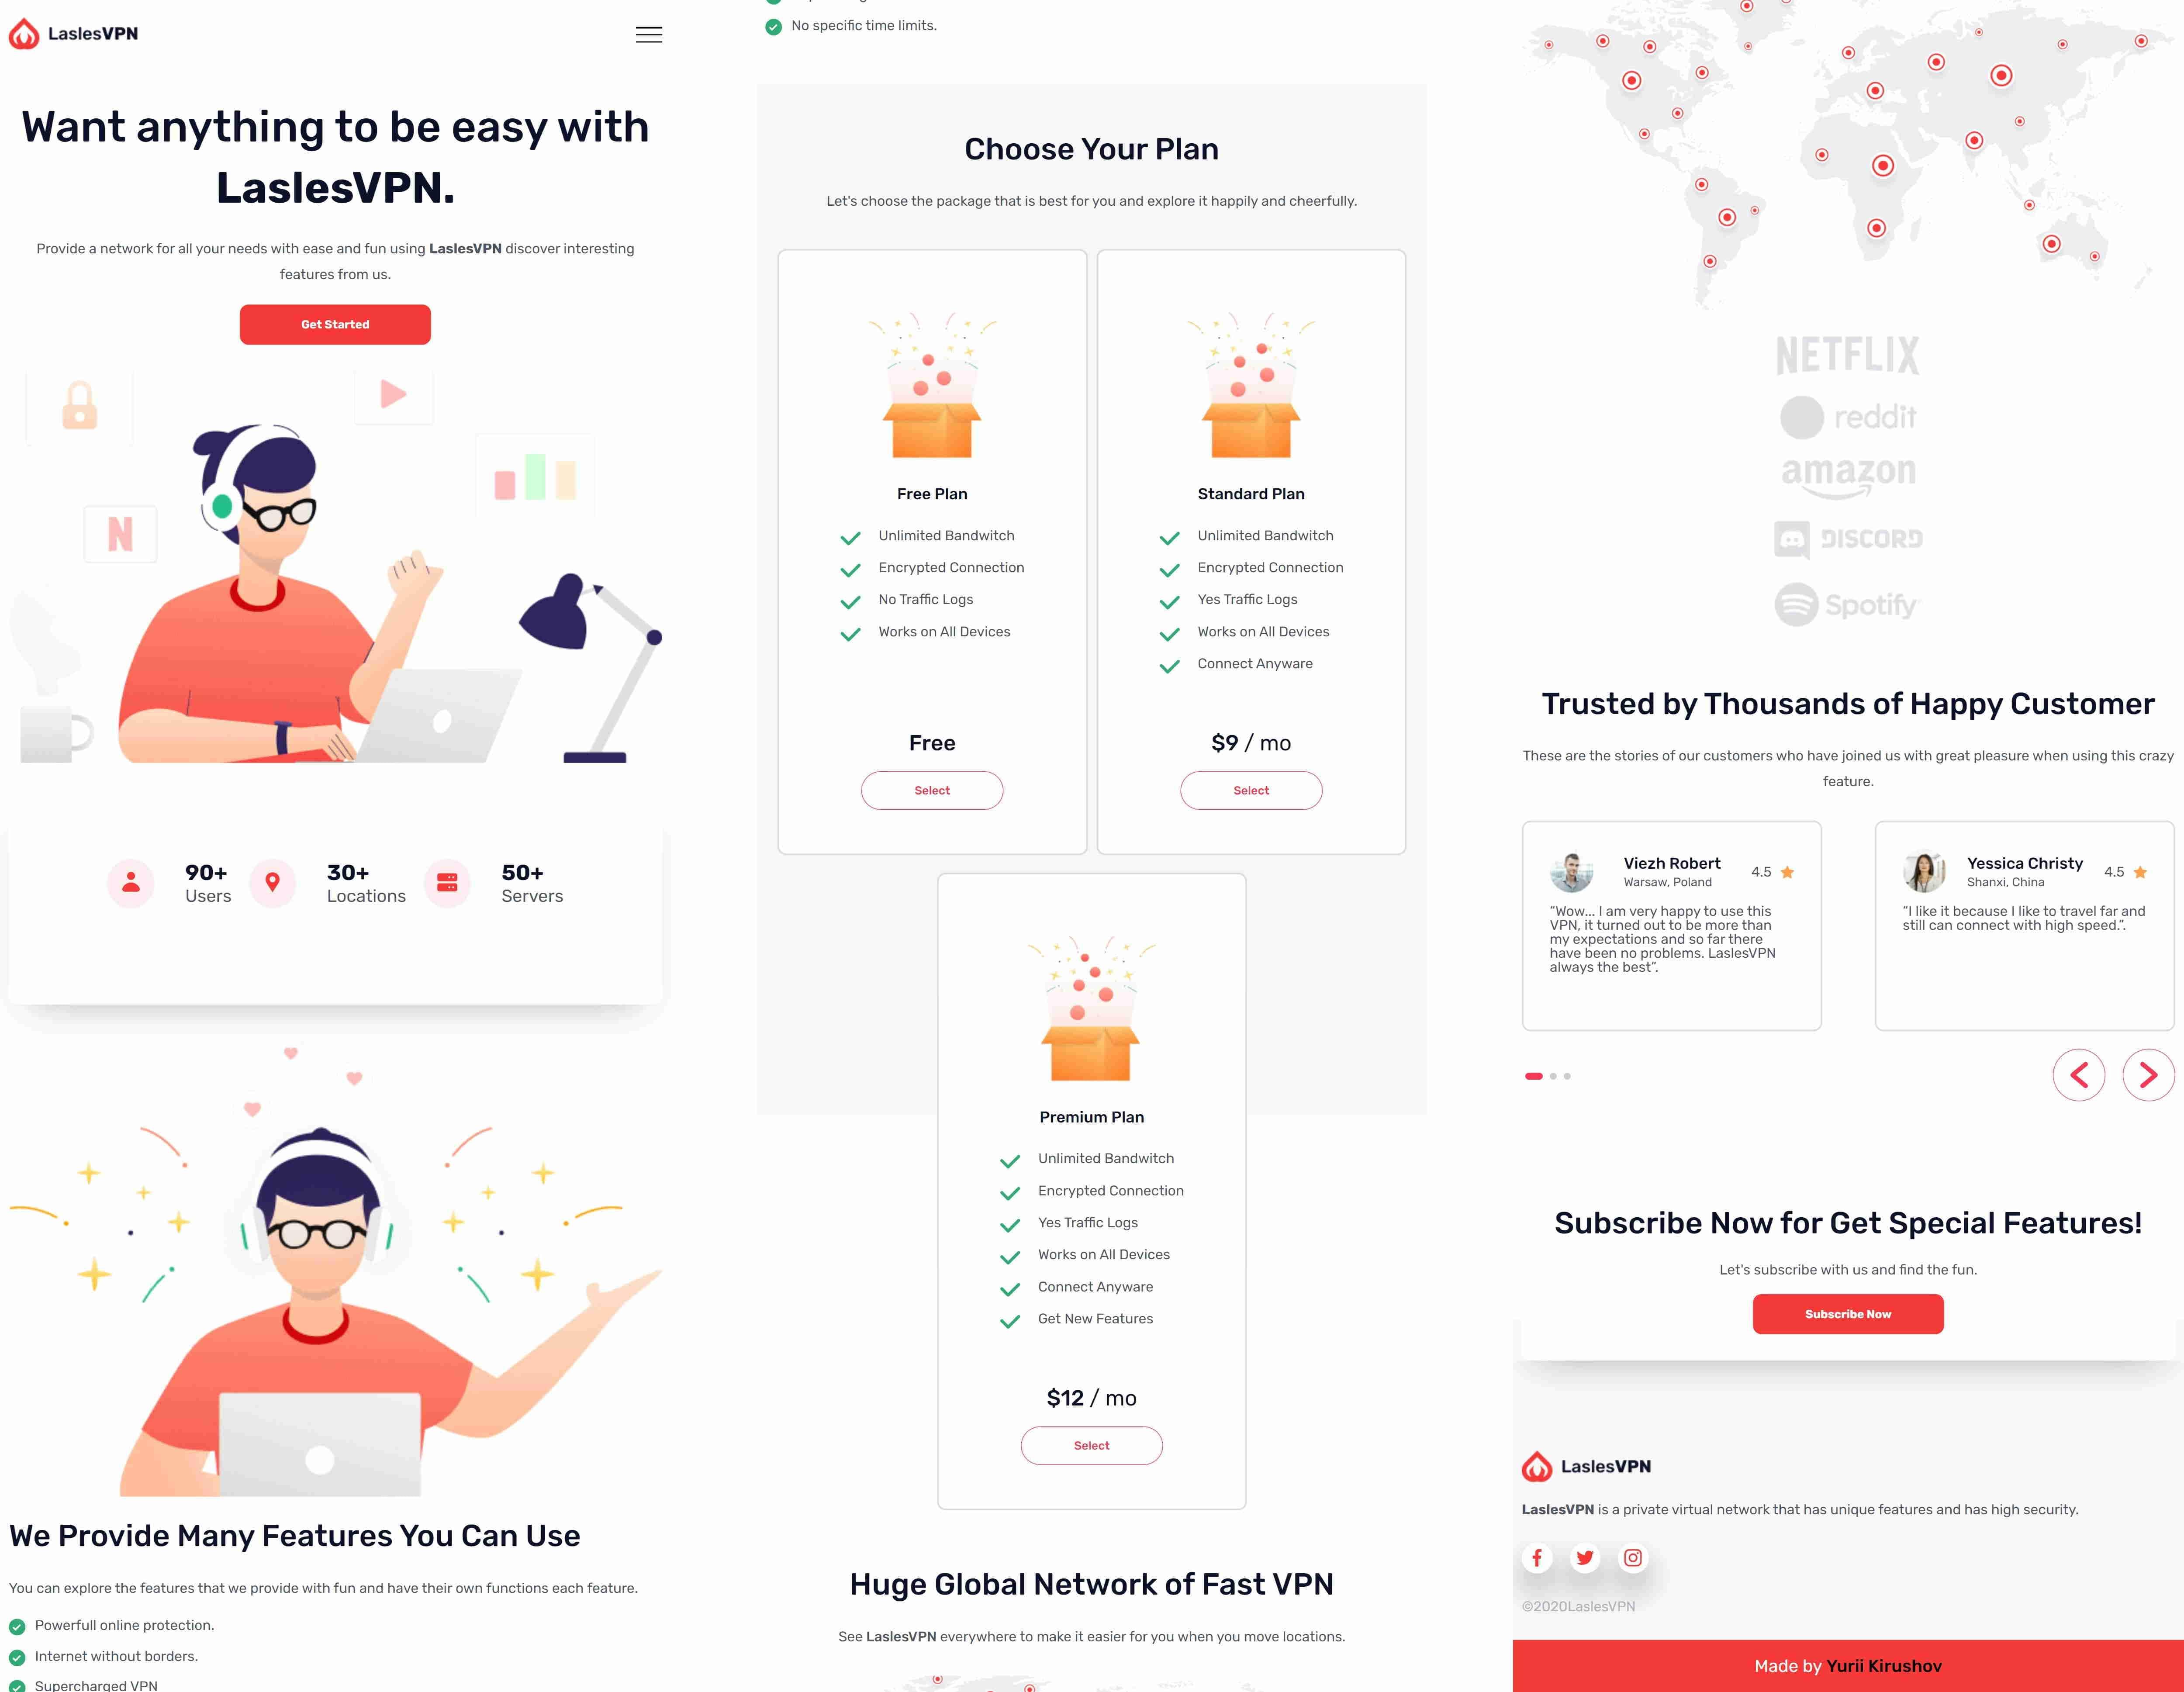 LaslesVPN
Want anything to be easy with
LaslesVPN.
Provide a network for all your needs with ease and fun using LaslesVPN discover interesting
features from us.
Get Started
N
90+
Users
30+
Locations
50+
Servers
We Provide Many Features You Can Use
You can explore the features that we provide with fun and have their own functions each feature.
Powerfull online protection.
Internet without borders.
Supercharged VPN
No specific time limits.
Choose Your Plan
Let's choose the package that is best for you and explore it happily and cheerfully.
Free Plan
Unlimited Bandwitch
Encrypted Connection
No Traffic Logs
Works on All Devices
Free
Select
Standard Plan
Unlimited Bandwitch
Encrypted Connection
Yes Traffic Logs
Works on All Devices
Connect Anyware
$9 / mo
Select
Premium Plan
Unlimited Bandwitch
Encrypted Connection
Yes Traffic Logs
Works on All Devices
Connect Anyware
Get New Features
$12 / mo
Select
Huge Global Network of Fast VPN
See LaslesVPN everywhere to make it easier for you when you move locations.
NETFLIX
reddit
amazon
DISCORD
Spotify
Trusted by Thousands of Happy Customer
These are the stories of our customers who have joined us with great pleasure when using this crazy
feature.
Viezh Robert
Warsaw, Poland
4.5
“Wow... I am very happy to use this
VPN, it turned out to be more than
my expectations and so far there
have been no problems. LaslesVPN
always the best”.
Yessica Christy
Shanxi, China
4.5
“I like it because I like to travel far and
still can connect with high speed.”.
Subscribe Now for Get Special Features!
Let's subscribe with us and find the fun.
Subscribe Now
LaslesVPN
LaslesVPN is a private virtual network that has unique features and has high security.
©2020LaslesVPN
Made by Yurii Kirushov